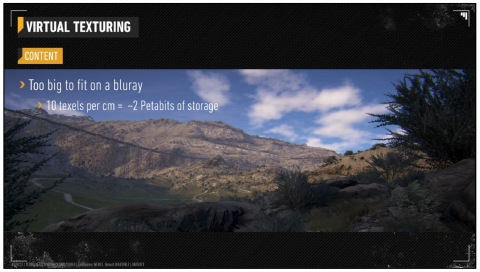 VIRTUAL TEXTURING
CONTENT
Too big to fit on a bluray
10 texels per cm = ~2 Petabits of storage